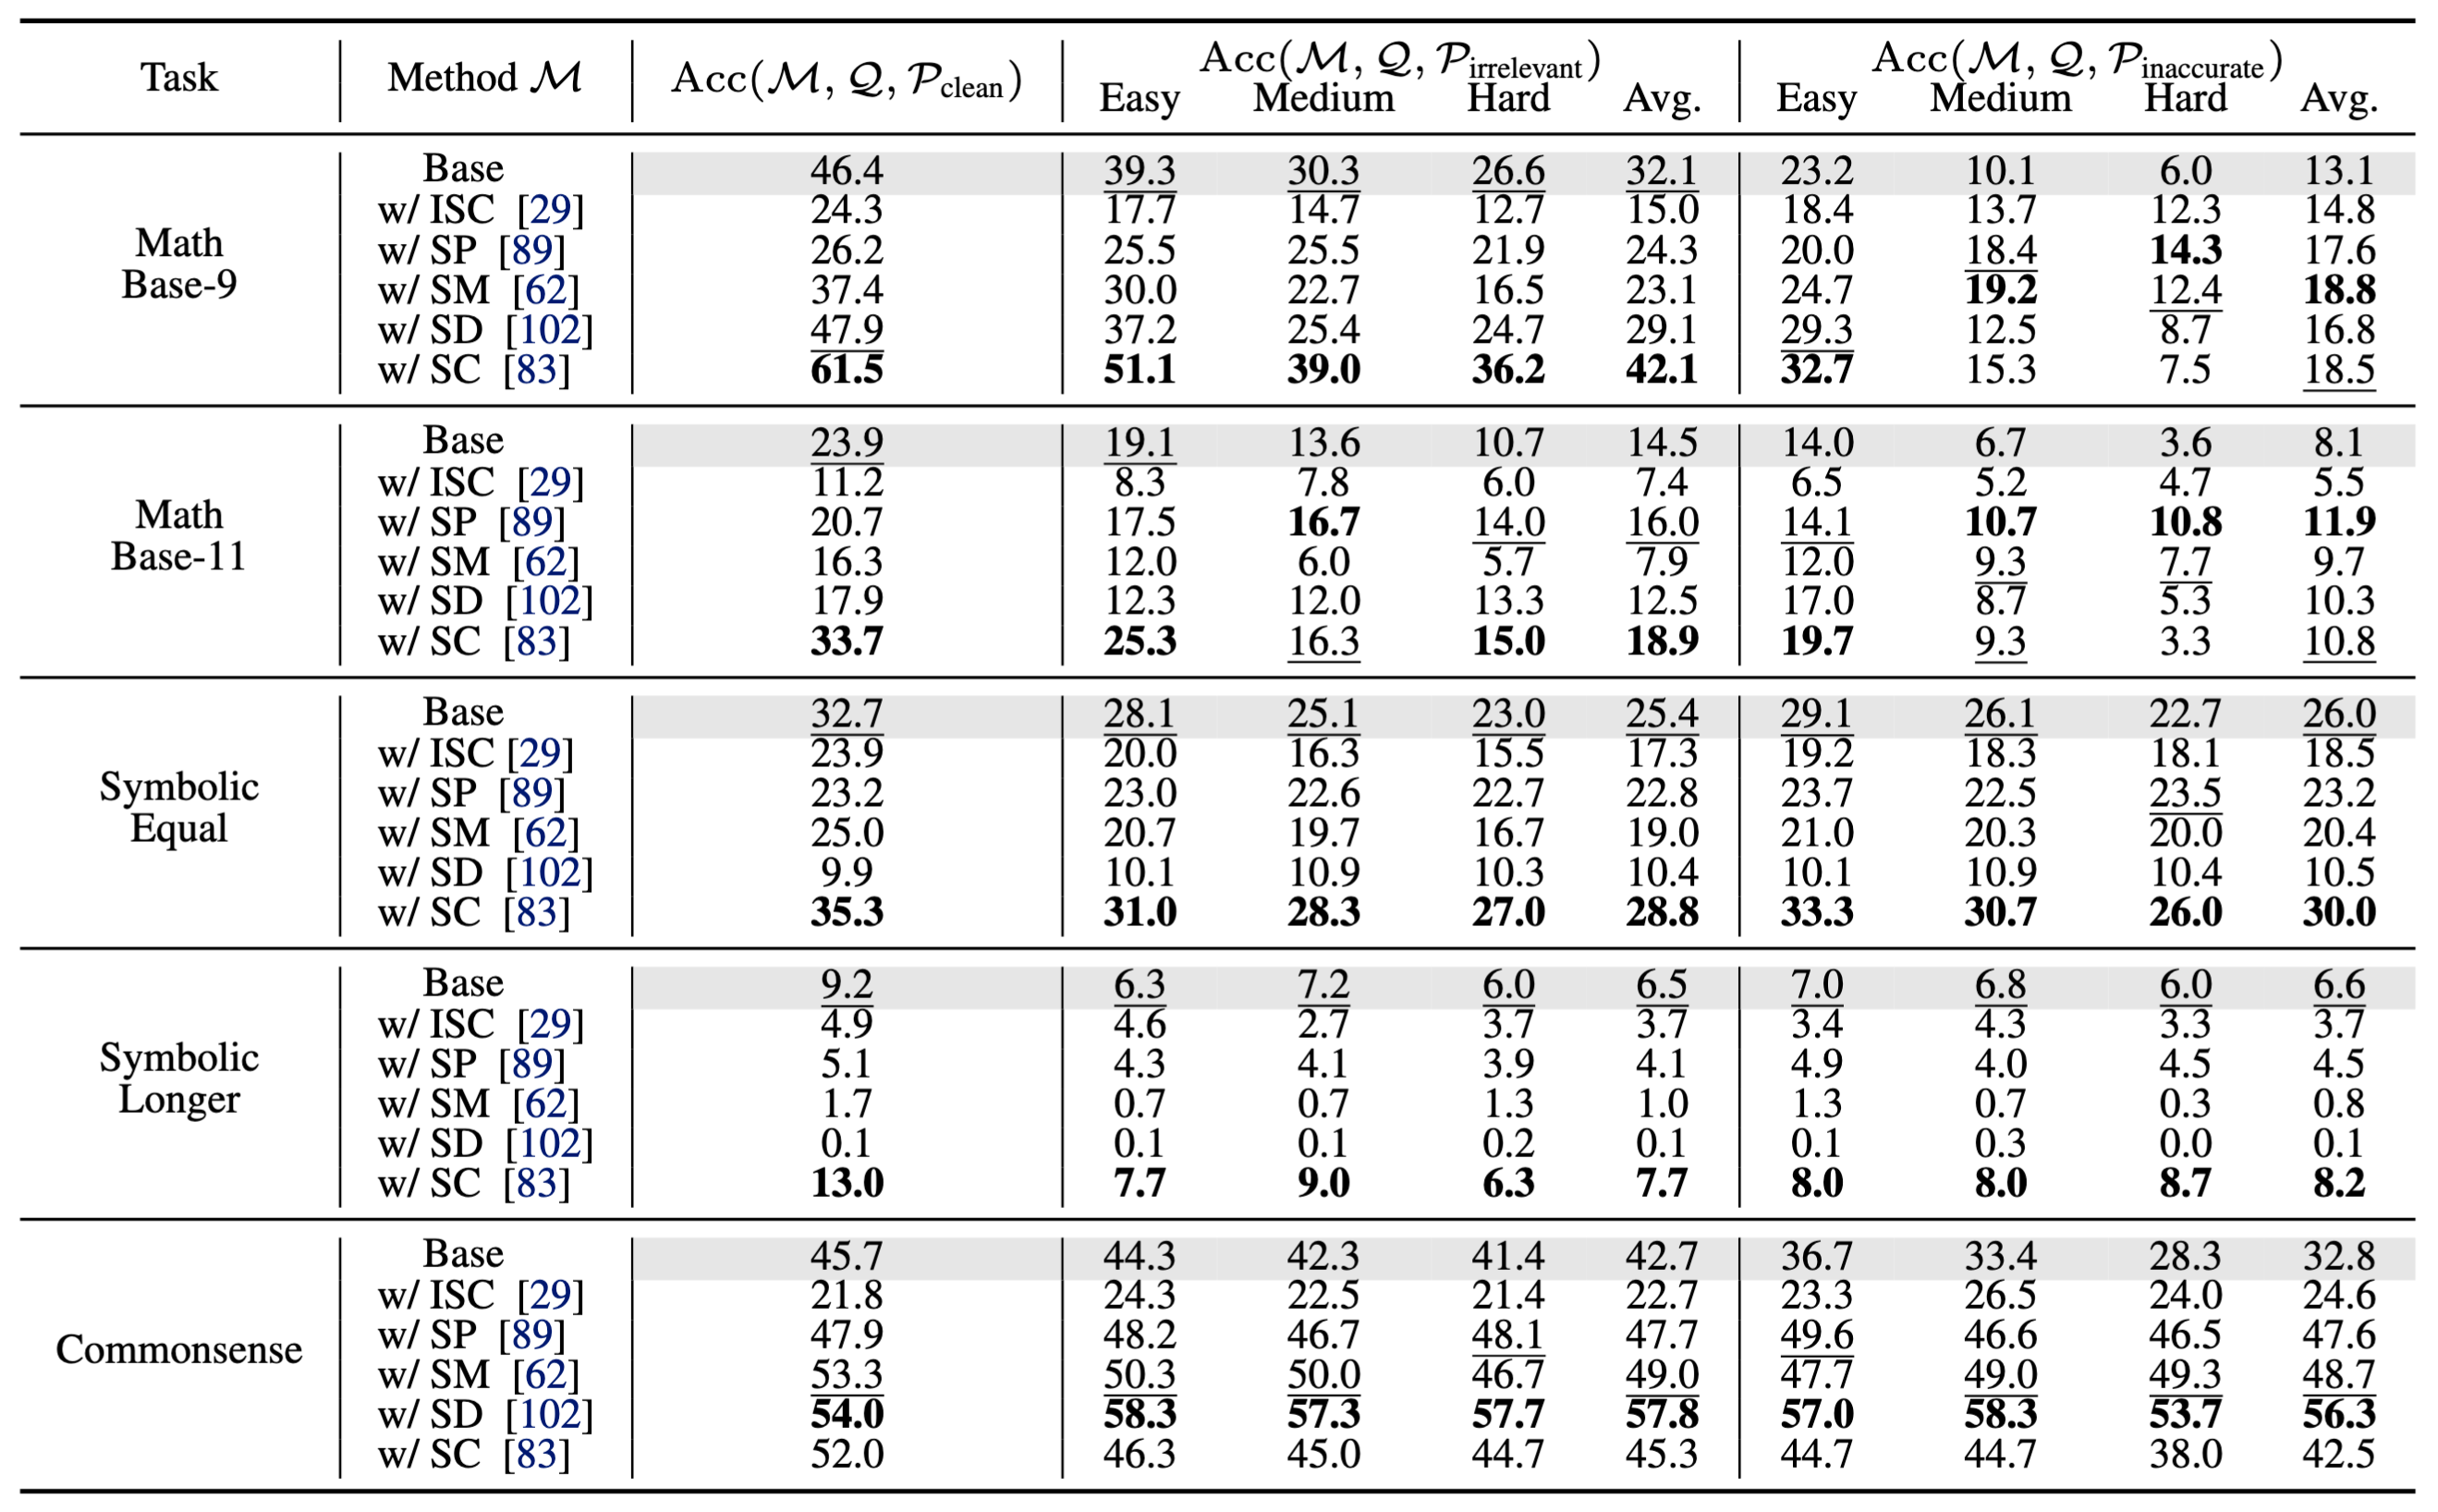 Task Method ℳ Acc(ℳ, 𝒬, 𝒫clean) Acc(ℳ, 𝒬, 𝒫irrelevant) Acc(ℳ, 𝒬, 𝒫inaccurate)
Easy Medium Hard Avg. Easy Medium Hard Avg.
Math Base-9
Base 46.4 39.3 30.3 26.6 32.1 23.2 10.1 6.0 13.1
w/ ISC [29] 24.3 17.7 14.7 12.7 15.0 18.4 13.7 12.3 14.8
w/ SP [89] 26.2 25.5 25.5 21.9 24.3 20.0 18.4 14.3 17.6
w/ SM [62] 37.4 30.0 22.7 16.5 23.1 24.7 19.2 12.4 18.8
w/ SD [102] 47.9 37.2 25.4 24.7 29.1 29.3 12.5 8.7 16.8
w/ SC [83] 61.5 51.1 39.0 36.2 42.1 32.7 15.3 7.5 18.5
Math Base-11
Base 23.9 19.1 13.6 10.7 14.5 14.0 6.7 3.6 8.1
w/ ISC [29] 11.2 8.3 7.8 6.0 7.4 6.5 5.2 4.7 5.5
w/ SP [89] 20.7 17.5 16.7 14.0 16.0 14.1 10.7 10.8 11.9
w/ SM [62] 16.3 12.0 6.0 5.7 7.9 12.0 9.3 7.7 9.7
w/ SD [102] 17.9 12.3 12.0 13.3 12.5 17.0 8.7 5.3 10.3
w/ SC [83] 33.7 25.3 16.3 15.0 18.9 19.7 9.3 3.3 10.8
Symbolic Equal
Base 32.7 28.1 25.1 23.0 25.4 29.1 26.1 22.7 26.0
w/ ISC [29] 23.9 20.0 16.3 15.5 17.3 19.2 18.3 18.1 18.5
w/ SP [89] 23.2 23.0 22.6 22.7 22.8 23.7 22.5 23.5 23.2
w/ SM [62] 25.0 20.7 19.7 16.7 19.0 21.0 20.3 20.0 20.4
w/ SD [102] 9.9 10.1 10.9 10.3 10.4 10.1 10.9 10.4 10.5
w/ SC [83] 35.3 31.0 28.3 27.0 28.8 33.3 30.7 26.0 30.0
Symbolic Longer
Base 9.2 6.3 7.2 6.0 6.5 7.0 6.8 6.0 6.6
w/ ISC [29] 4.9 4.6 2.7 3.7 3.7 3.4 4.3 3.3 3.7
w/ SP [89] 5.1 4.3 4.1 3.9 4.1 4.9 4.0 4.5 4.5
w/ SM [62] 1.7 0.7 0.7 1.3 1.0 1.3 0.7 0.3 0.8
w/ SD [102] 0.1 0.1 0.1 0.2 0.1 0.1 0.3 0.0 0.1
w/ SC [83] 13.0 7.7 9.0 6.3 7.7 8.0 8.0 8.7 8.2
Commonsense
Base 45.7 44.3 42.3 41.4 42.7 36.7 33.4 28.3 32.8
w/ ISC [29] 21.8 24.3 22.5 21.4 22.7 23.3 26.5 24.0 24.6
w/ SP [89] 47.9 48.2 46.7 48.1 47.7 49.6 46.6 46.5 47.6
w/ SM [62] 53.3 50.3 50.0 46.7 49.0 47.7 49.0 49.3 48.7
w/ SD [102] 54.0 58.3 57.3 57.7 57.8 57.0 58.3 53.7 56.3
w/ SC [83] 52.0 46.3 45.0 44.7 45.3 44.7 44.7 38.0 42.5